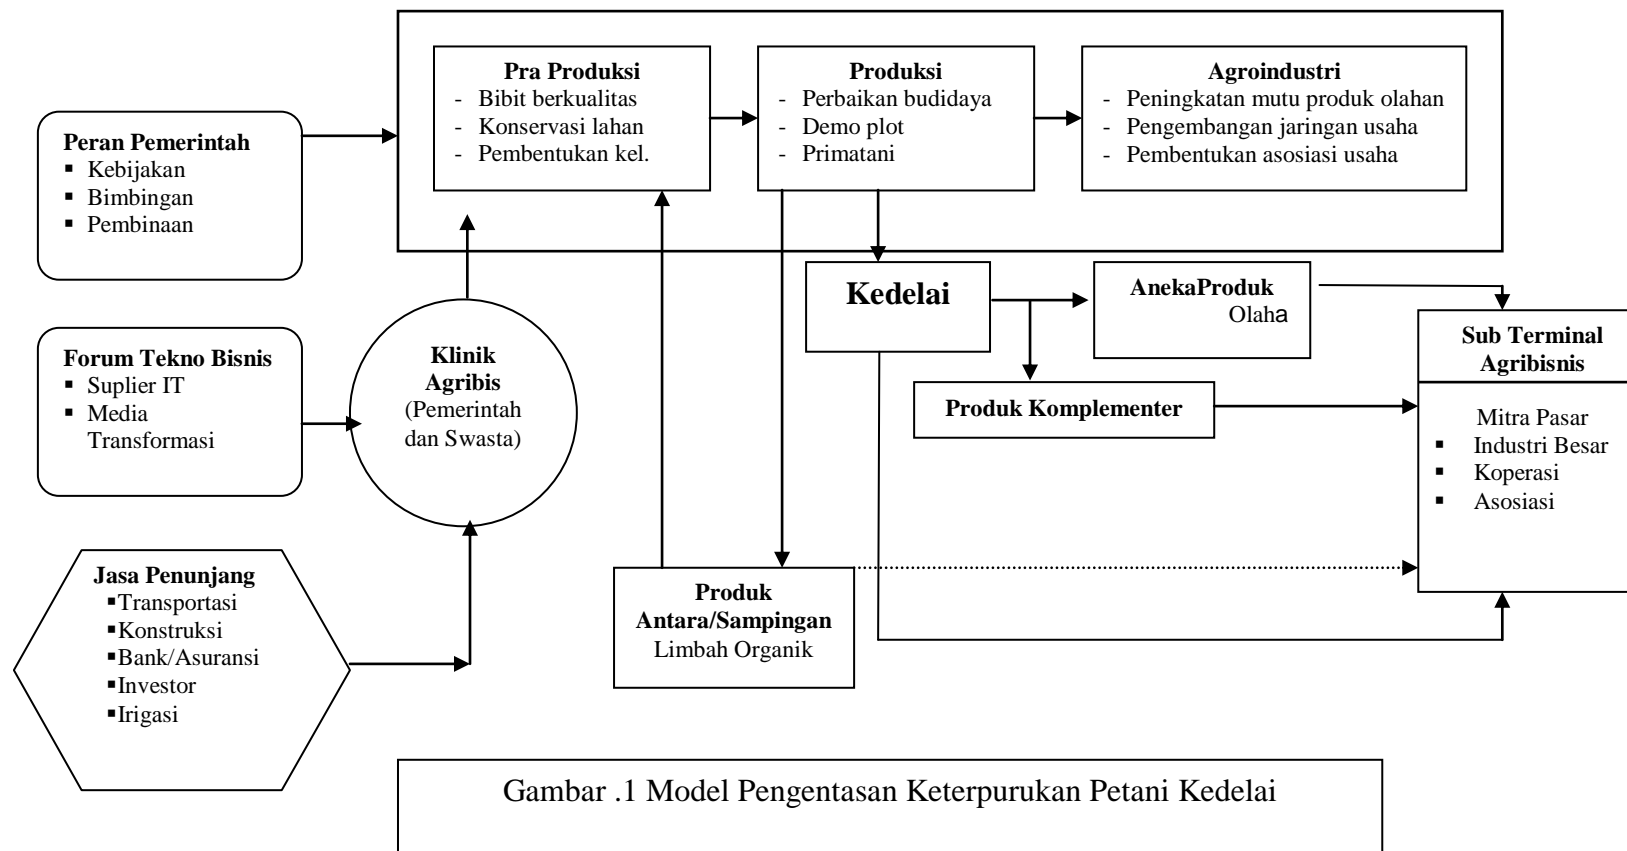 Pra Produksi
- Bibit berkualitas
- Konservasi lahan
- Pembentukan kel.
Produksi
- Perbaikan budidaya
- Demo plot
- Primatani
Agroindustri
- Peningkatan mutu produk olahan
- Pengembangan jaringan usaha
- Pembentukan asosiasi usaha
Peran Pemerintah
▪ Kebijakan
▪ Bimbingan
▪ Pembinaan
Forum Tekno Bisnis
▪ Suplier IT
▪ Media
Transformasi
Klinik
Agribis
(Pemerintah
dan Swasta)
Jasa Penunjang
▪Transportasi
▪Konstruksi
▪Bank/Asuransi
▪Investor
▪Irigasi
Kedelai
AnekaProduk
Olaha
Produk Komplementer
Sub Terminal
Agribisnis
Mitra Pasar
▪ Industri Besar
▪ Koperasi
▪ Asosiasi
Produk
Antara/Sampingan
Limbah Organik
Gambar .1 Model Pengentasan Keterpurukan Petani Kedelai